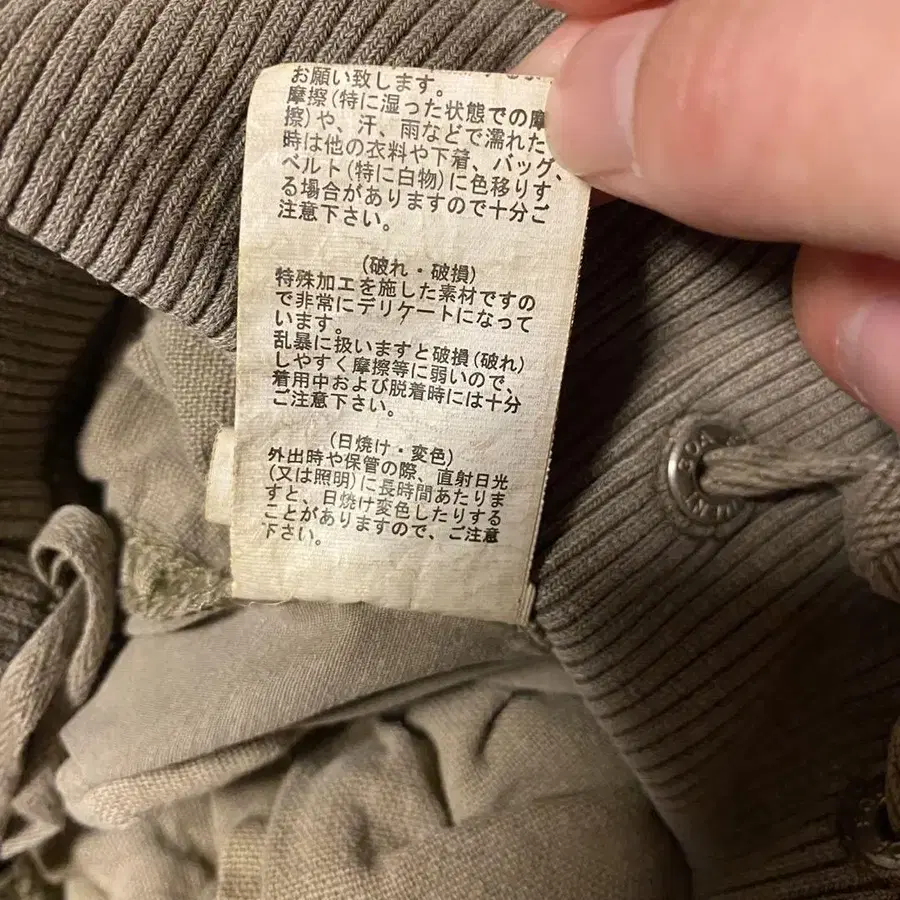 お願い致します。
摩擦(特に湿った状態での摩
擦)や、汗、雨などで濡れた
時は他の衣料や下着、バッグ、
ベルト(特に白物)に色移りす
る場合がありますので十分ご
注意下さい。
(破れ・破損)
特殊加工を施した素材ですの
で非常にデリケートになって
います。
乱暴に扱いますと破損(破れ)
しやすく摩擦等に弱いので、
着用中および脱着時には十分
ご注意下さい。
(日焼け・変色)
外出時や保管の際、直射日光
(又は照明)に長時間あたりま
すと、日焼け変色したりする
ことがありますので、ご注意
下さい。